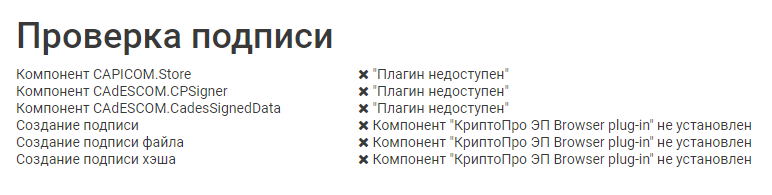 Проверка подписи
Компонент CAPICOM.Store ✖ "Плагин недоступен"
Компонент CAdESCOM.CPSigner ✖ "Плагин недоступен"
Компонент CAdESCOM.CadesSignedData ✖ "Плагин недоступен"
Создание подписи ✖ Компонент "КриптоПро ЭП Browser plug-in" не установлен
Создание подписи файла ✖ Компонент "КриптоПро ЭП Browser plug-in" не установлен
Создание подписи хэша ✖ Компонент "КриптоПро ЭП Browser plug-in" не установлен